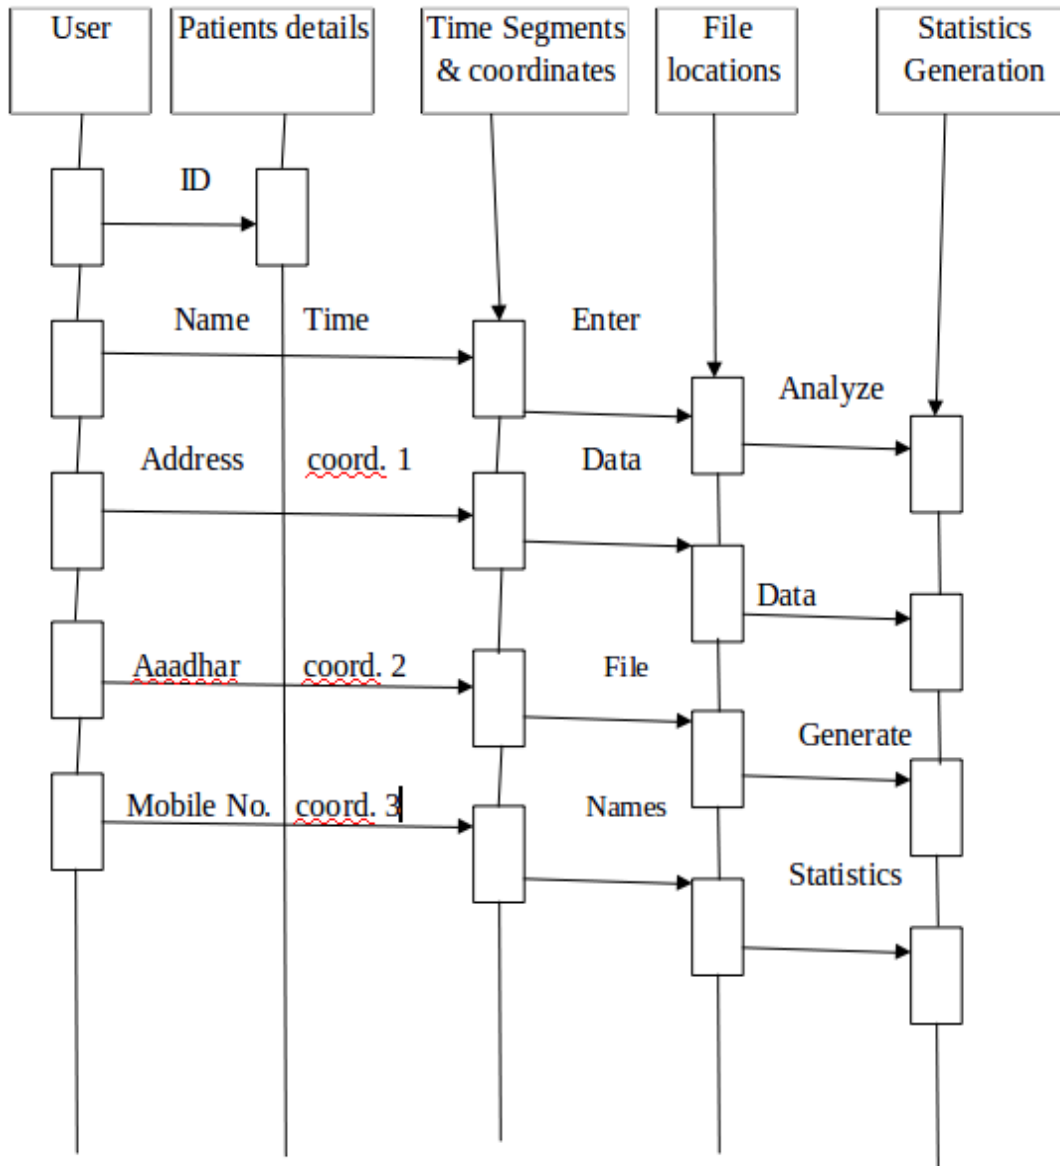 User
Patients details
Time Segments
& coordinates
File
locations
Statistics
Generation
ID
Name
Time
Enter
Analyze
Address
coord. 1
Data
Data
Aaadhar
coord. 2
File
Generate
Mobile No.
coord. 3
Names
Statistics